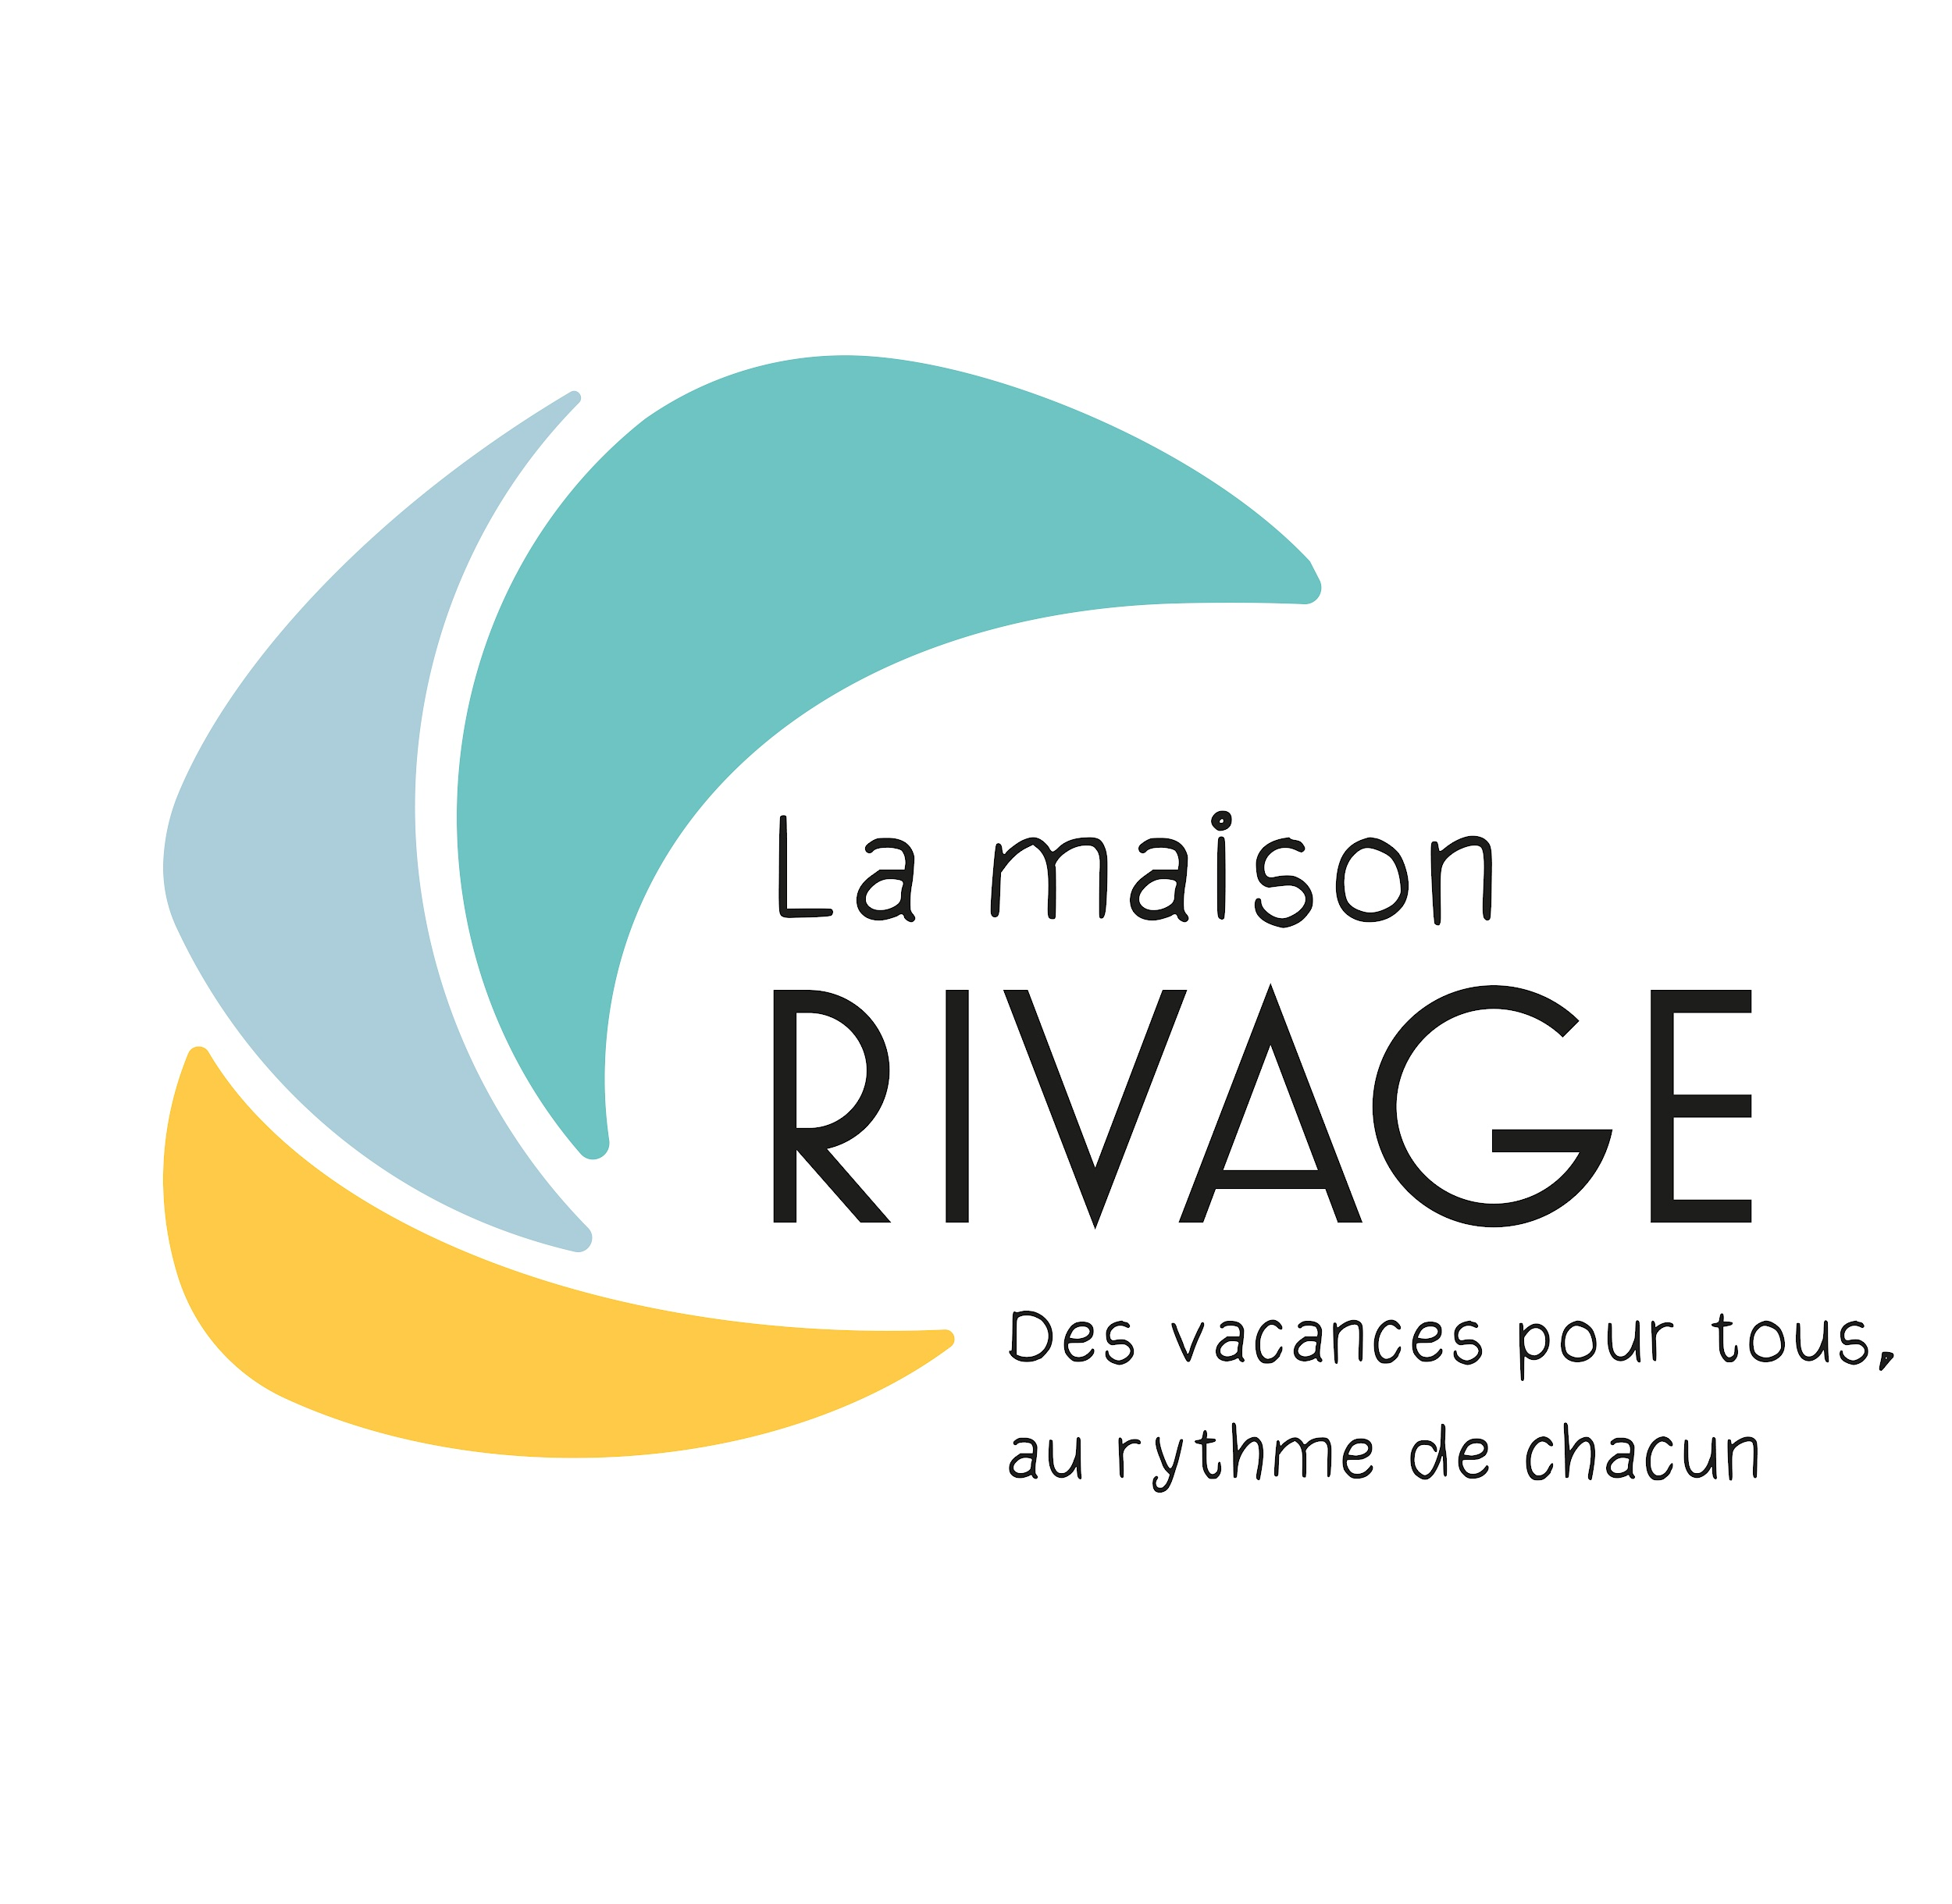 La maison
RIVAGE
Des vacances pour tous,
au rythme de chacun